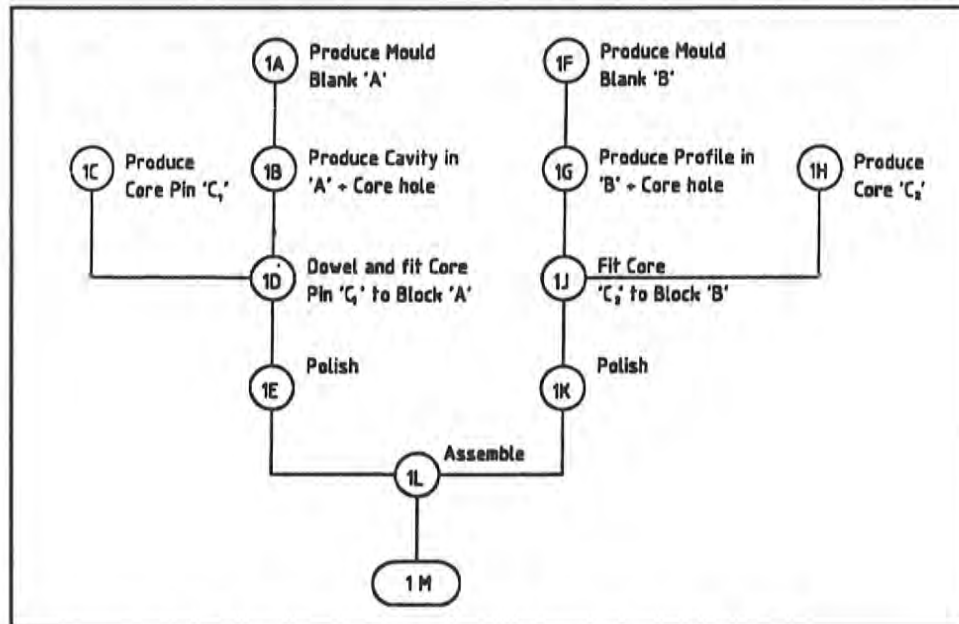 1A Produce Mould
Blank 'A'
1F Produce Mould
Blank 'B'
1C Produce
Core Pin 'C₁'
1B Produce Cavity in
'A' + Core hole
1G Produce Profile in
'B' + Core hole
1H Produce
Core 'C₂'
1D Dowel and fit Core
Pin 'C₁' to Block 'A'
1J Fit Core
'C₂' to Block 'B'
1E Polish
1K Polish
1L Assemble
1M